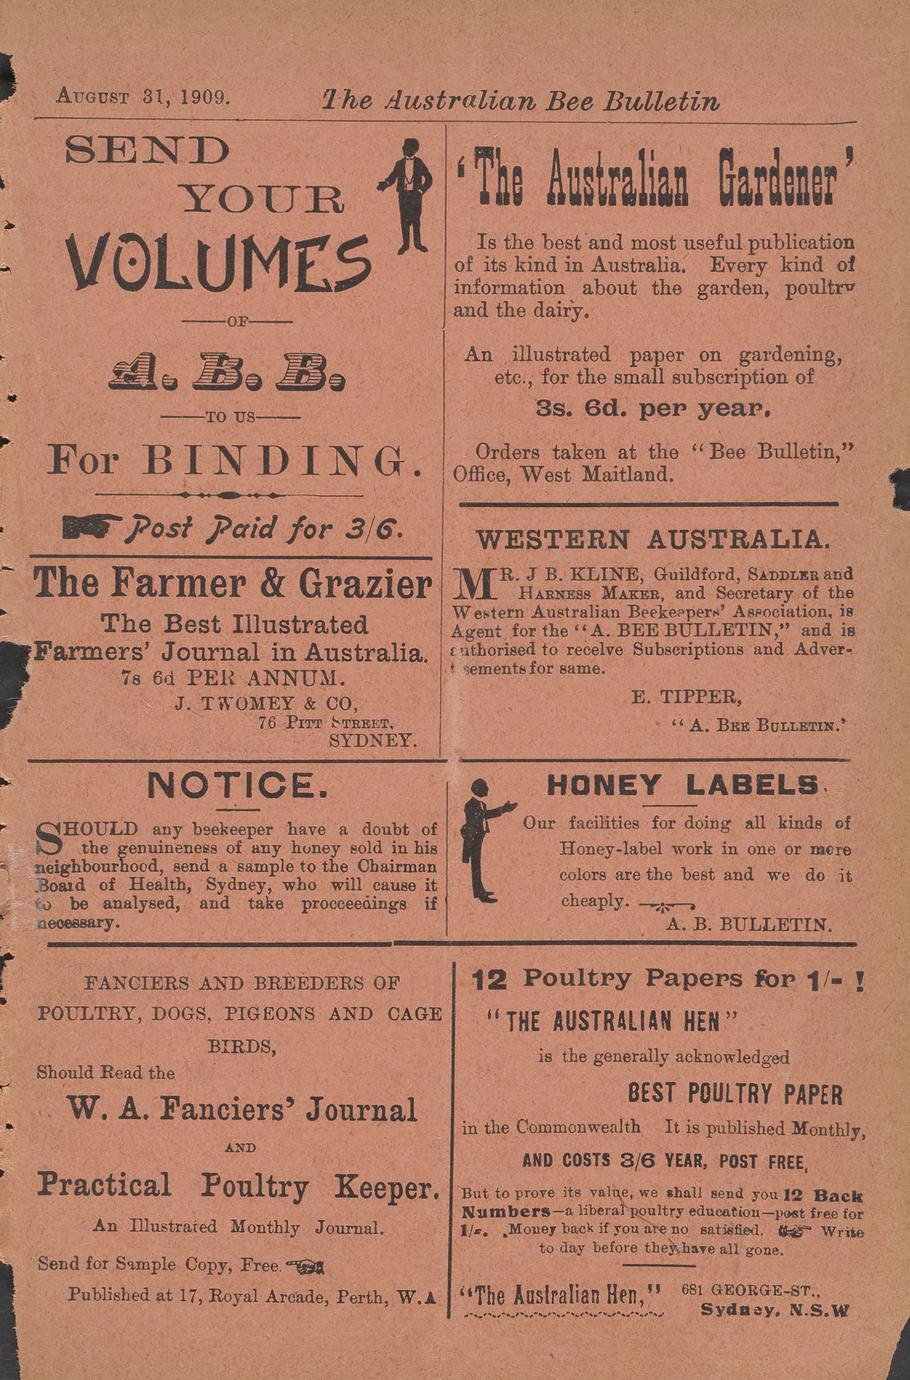 August 31, 1909.
The Australian Bee Bulletin
SEND
YOUR
VOLUMES
OF
A. B. B.
TO US
For BINDING.
Post Paid for 3/6.
The Farmer & Grazier
The Best Illustrated
Farmers' Journal in Australia.
7s 6d PER ANNUM.
J. TWOMEY & CO,
76 Pitt Street,
SYDNEY.
'The Australian Gardener'
Is the best and most useful publication
of its kind in Australia. Every kind of
information about the garden, poultry
and the dairy.
An illustrated paper on gardening,
etc., for the small subscription of
3s. 6d. per year.
Orders taken at the "Bee Bulletin,"
Office, West Maitland.
WESTERN AUSTRALIA.
MR. J B. KLINE, Guildford, Saddler and
Harness Maker, and Secretary of the
Western Australian Beekeepers' Association, is
Agent for the "A. BEE BULLETIN," and is
authorised to receive Subscriptions and Adver-
tisements for same.
E. TIPPER,
"A. Bee Bulletin.'
NOTICE.
SHOULD any beekeeper have a doubt of
the genuineness of any honey sold in his
neighbourhood, send a sample to the Chairman
Board of Health, Sydney, who will cause it
to be analysed, and take procceedings if
necessary.
HONEY LABELS.
Our facilities for doing all kinds of
Honey-label work in one or more
colors are the best and we do it
cheaply.
A. B. BULLETIN.
FANCIERS AND BREEDERS OF
POULTRY, DOGS, PIGEONS AND CAGE
BIRDS,
Should Read the
W. A. Fanciers' Journal
AND
Practical Poultry Keeper.
An Illustrated Monthly Journal.
Send for Sample Copy, Free.
Published at 17, Royal Arcade, Perth, W.A
12 Poultry Papers for 1/- !
"THE AUSTRALIAN HEN"
is the generally acknowledged
BEST POULTRY PAPER
in the Commonwealth It is published Monthly,
AND COSTS 3/6 YEAR, POST FREE,
But to prove its value, we shall send you 12 Back
Numbers—a liberal poultry education—post free for
1/-. Money back if you are no satisfied. Write
to day before they have all gone.
"The Australian Hen," 681 GEORGE-ST.,
Sydney, N.S.W